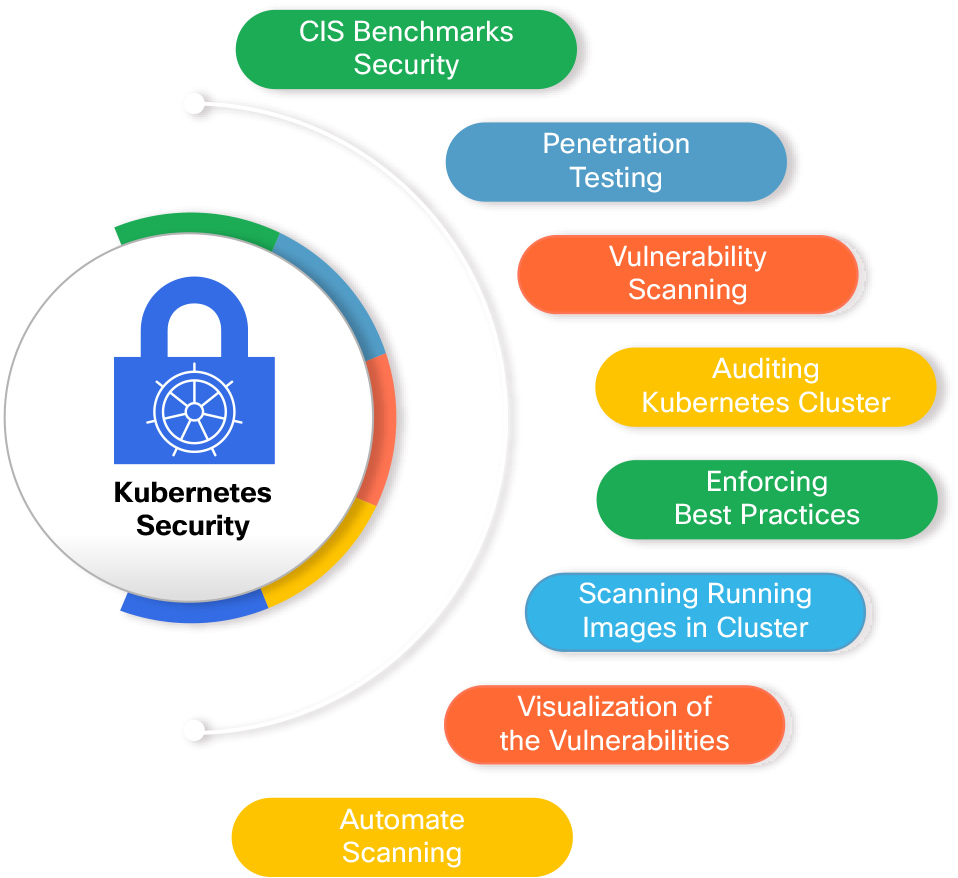 CIS Benchmarks
Security
Penetration
Testing
Vulnerability
Scanning
Auditing
Kubernetes Cluster
Kubernetes
Security
Enforcing
Best Practices
Scanning Running
Images in Cluster
Visualization of
the Vulnerabilities
Automate
Scanning